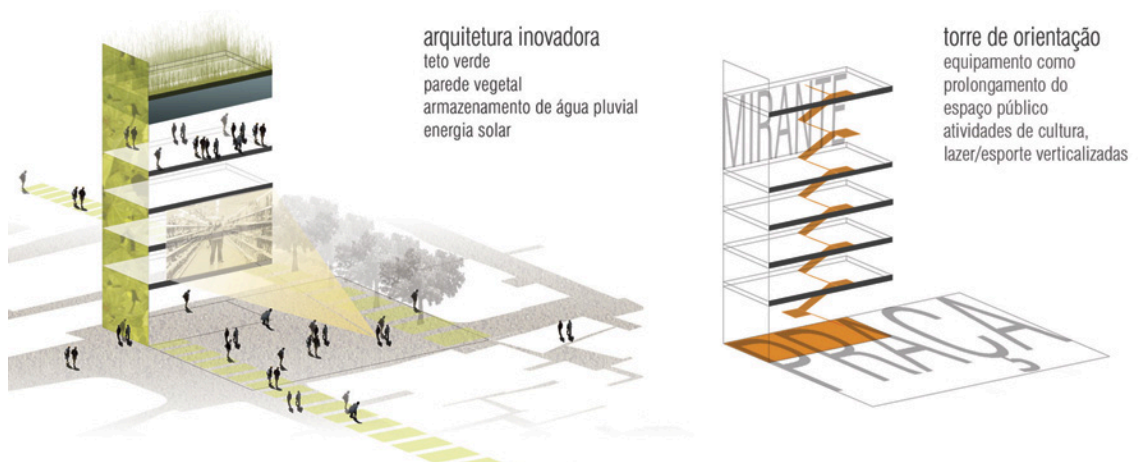 arquitetura inovadora
teto verde
parede vegetal
armazenamento de água pluvial
energia solar
torre de orientação
equipamento como
prolongamento do
espaço público
atividades de cultura,
lazer/esporte verticalizadas
MIRANTE
PRAÇA